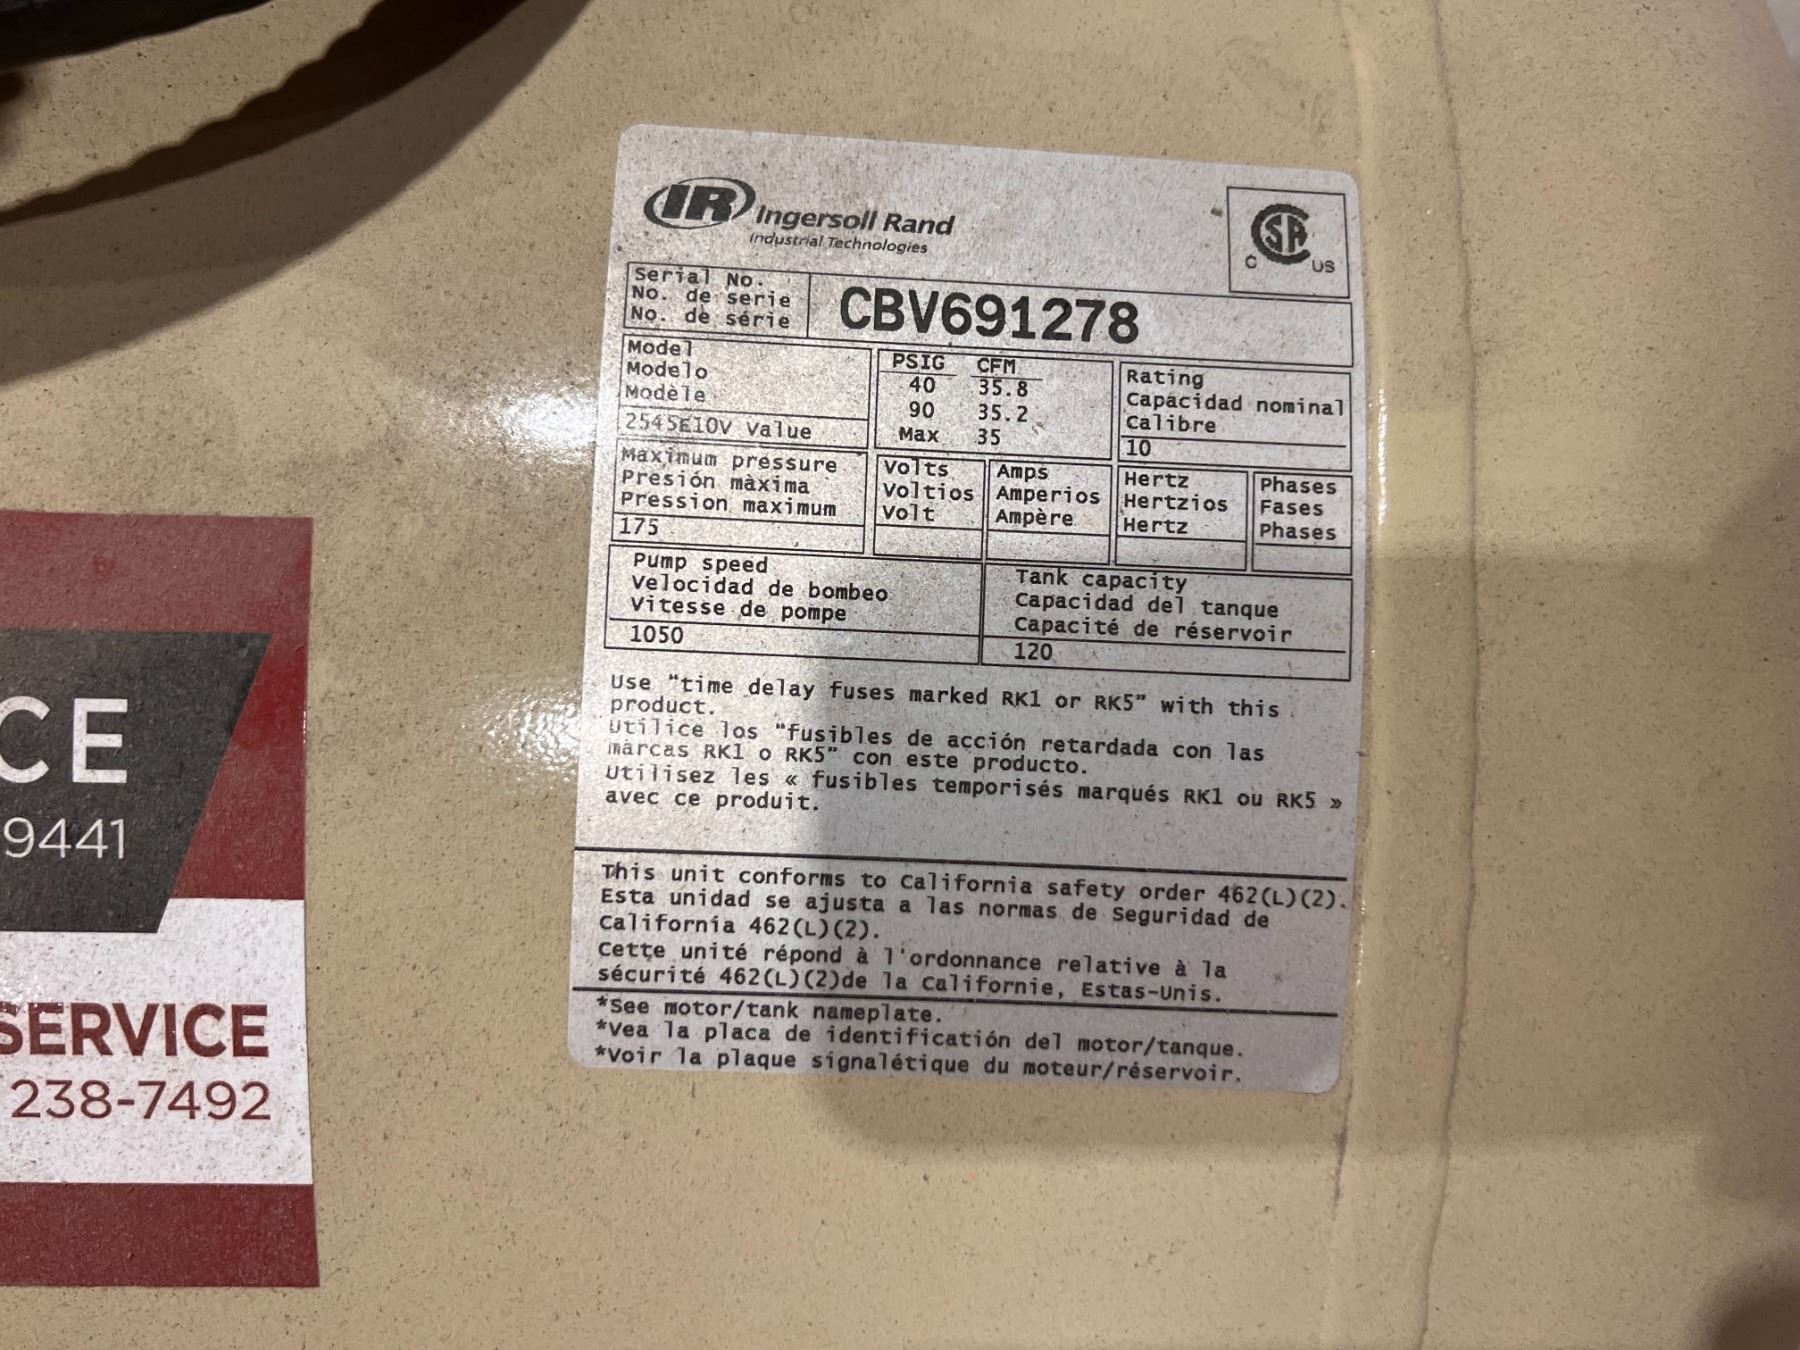 IR Ingersoll Rand
Industrial Technologies
CSA
C US
Serial No.
No. de serie
No. de série
CBV691278
Model
Modelo
Modèle
2545E10V Value
PSIG CFM
40 35.8
90 35.2
Max 35
Rating
Capacidad nominal
Calibre
10
Maximum pressure
Presión màxima
Pression maximum
175
Volts
Voltios
Volt
Amps
Amperios
Ampère
Hertz
Hertzios
Hertz
Phases
Fases
Phases
Pump speed
Velocidad de bombeo
Vitesse de pompe
1050
Tank capacity
Capacidad del tanque
Capacité de réservoir
120
Use "time delay fuses marked RK1 or RK5" with this
product.
Utilice los "fusibles de acción retardada con las
marcas RK1 o RK5" con este producto.
Utilisez les « fusibles temporisés marqués RK1 ou RK5 »
avec ce produit.
This unit conforms to California safety order 462(L)(2).
Esta unidad se ajusta a las normas de Seguridad de
California 462(L)(2).
Cette unité répond à l'ordonnance relative à la
sécurité 462(L)(2)de la Californie, Estas-Unis.
*See motor/tank nameplate.
*Vea la placa de identificatión del motor/tanque.
*Voir la plaque signalétique du moteur/réservoir.
CE
9441
SERVICE
238-7492